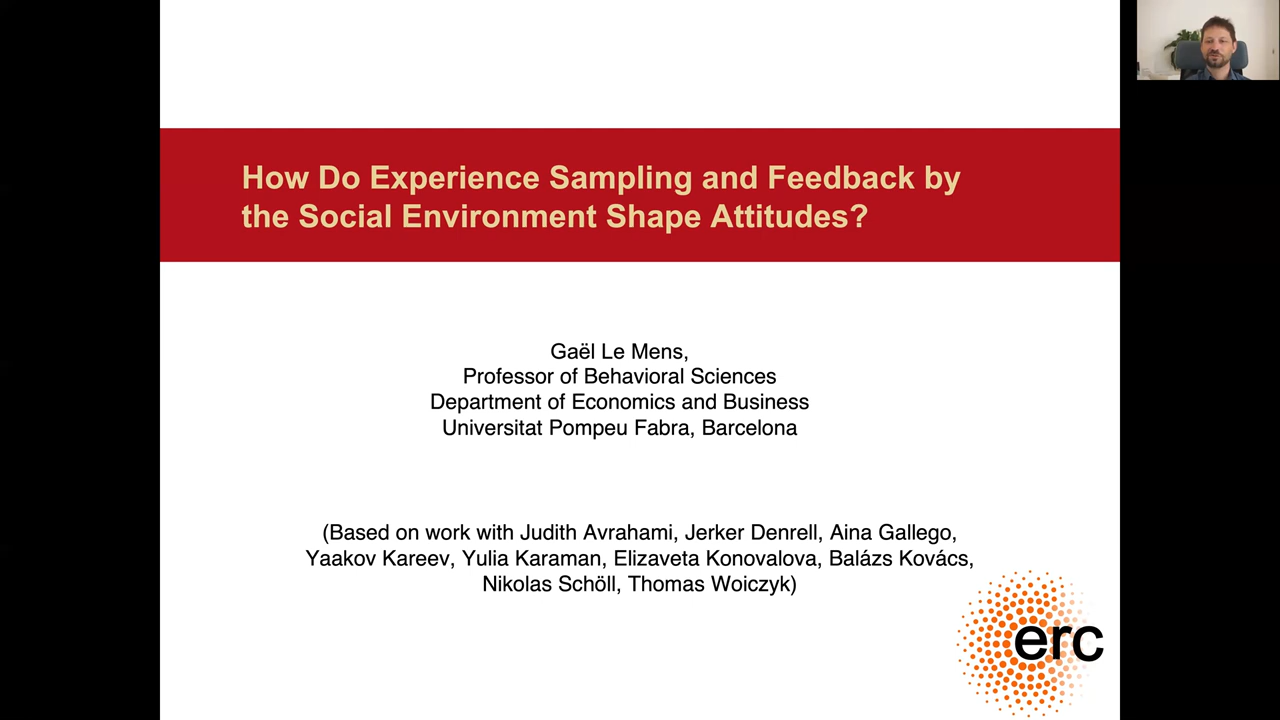 How Do Experience Sampling and Feedback by
the Social Environment Shape Attitudes?
Gaël Le Mens,
Professor of Behavioral Sciences
Department of Economics and Business
Universitat Pompeu Fabra, Barcelona
(Based on work with Judith Avrahami, Jerker Denrell, Aina Gallego,
Yaakov Kareev, Yulia Karaman, Elizaveta Konovalova, Balázs Kovács,
Nikolas Schöll, Thomas Woiczyk)
erc